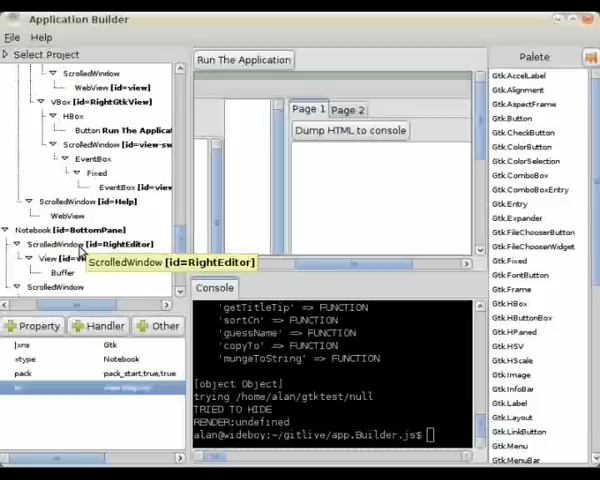 Application Builder
File Help
Select Project
ScrolledWindow
WebView [id=view]
VBox [id=RightGtkView]
HBox
Button Run The Applica
ScrolledWindow [id=view-sw
EventBox
Fixed
EventBox [id=view
ScrolledWindow [id=Help]
WebView
Notebook [id=BottomPanel]
ScrolledWindow [id=RightEditor]
View [id=
Buffer
ScrolledWindow
ScrolledWindow [id=RightEditor]
Property Handler Other
|xns Gtk
xtype Notebook
pack pack_start,true,true
Run The Application
Page 1 Page 2
Dump HTML to console
Console
'getTitleTip' => FUNCTION
'sortCn' => FUNCTION
'guessName' => FUNCTION
'copyTo' => FUNCTION
'mungeToString' => FUNCTION
[object Object]
trying /home/alan/gtktest/null
TRIED TO HIDE
RENDER:undefined
alan@wideboy:~/gitlive/app.Builder.js$
Palete
Gtk.AccelLabel
Gtk.Alignment
Gtk.AspectFrame
Gtk.Button
Gtk.CheckButton
Gtk.ColorButton
Gtk.ColorSelection
Gtk.ComboBox
Gtk.ComboBoxEntry
Gtk.Entry
Gtk.Expander
Gtk.FileChooserButton
Gtk.FileChooserWidget
Gtk.Fixed
Gtk.FontButton
Gtk.Frame
Gtk.HBox
Gtk.HButtonBox
Gtk.HPaned
Gtk.HSV
Gtk.HScale
Gtk.Image
Gtk.InfoBar
Gtk.Label
Gtk.Layout
Gtk.LinkButton
Gtk.Menu
Gtk.MenuBar